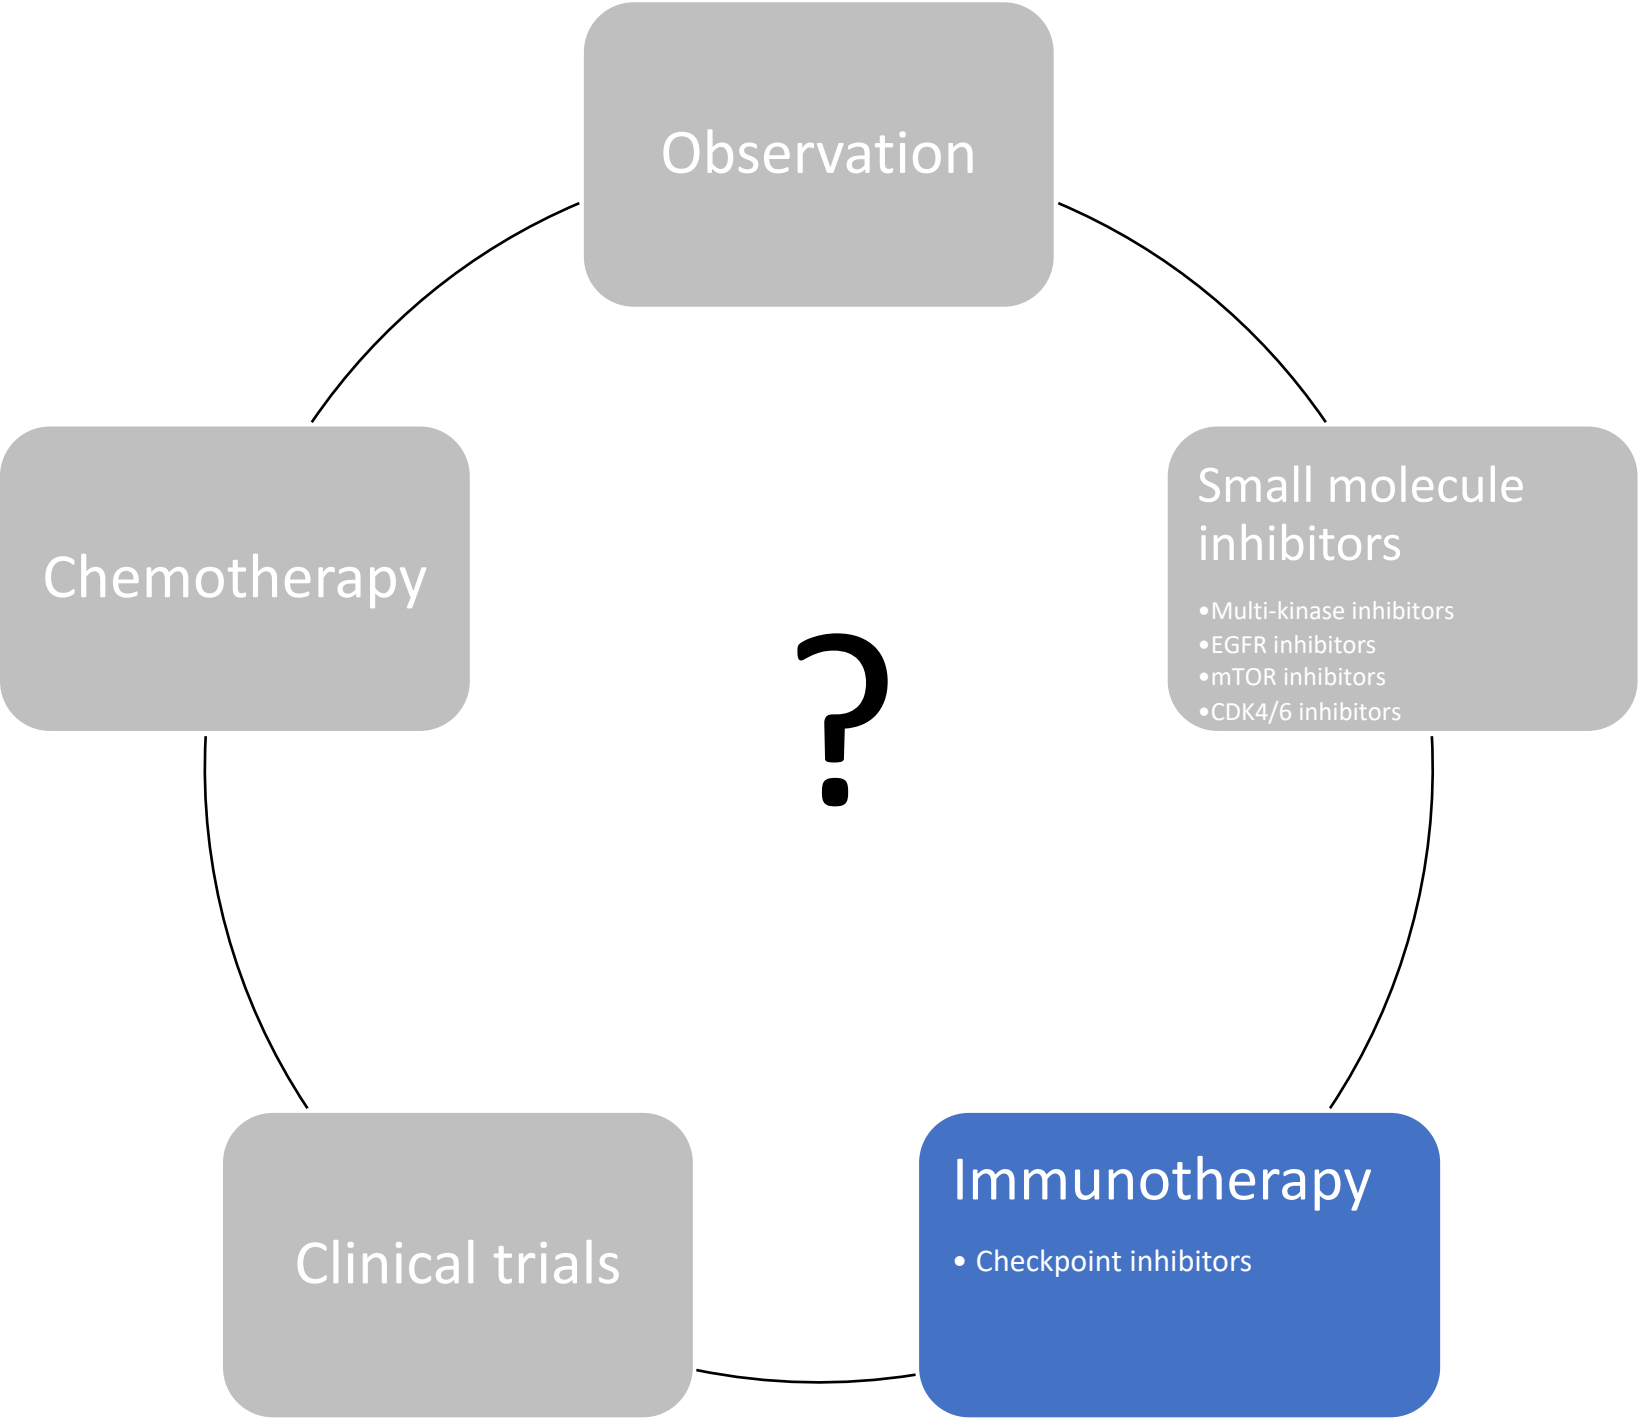 Observation
Small molecule
inhibitors
•Multi-kinase inhibitors
•EGFR inhibitors
•mTOR inhibitors
•CDK4/6 inhibitors
Chemotherapy
?
Immunotherapy
• Checkpoint inhibitors
Clinical trials